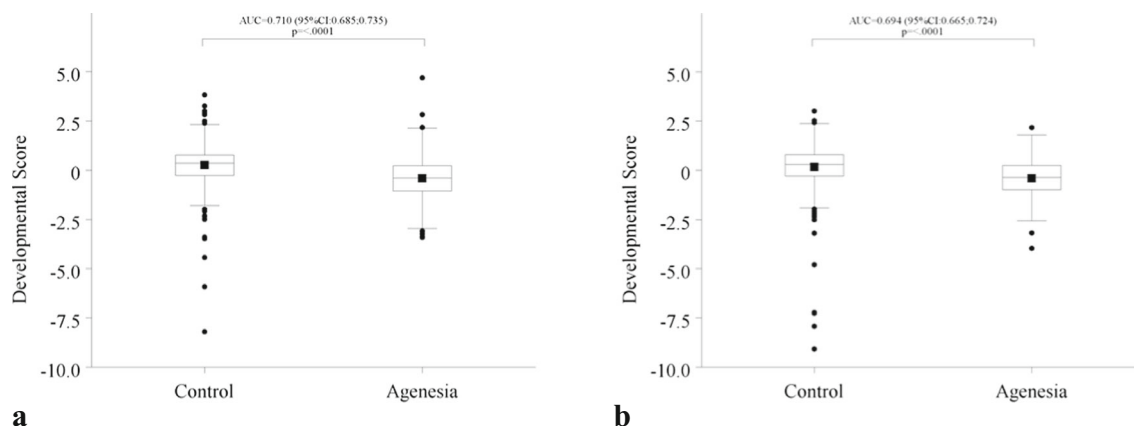 AUC=0.710 (95%CI:0.685;0.735)
p=<.0001
5.0
2.5
0
-2.5
-5.0
-7.5
-10.0
Developmental Score
Control
Agenesia
a
AUC=0.694 (95%CI:0.665;0.724)
p=<.0001
5.0
2.5
0
-2.5
-5.0
-7.5
-10.0
Developmental Score
Control
Agenesia
b